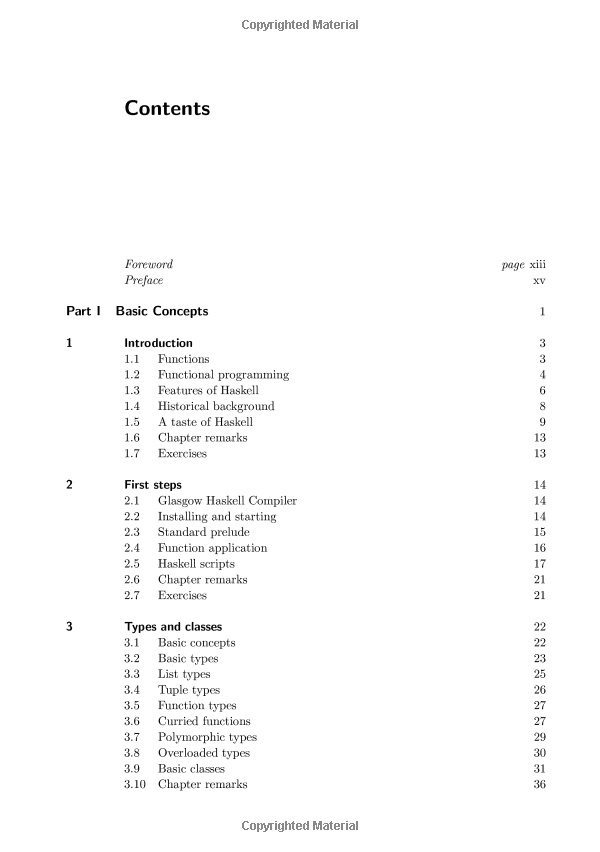 Copyrighted Material
Contents
Foreword page xiii
Preface xv
Part I Basic Concepts 1
1 Introduction 3
1.1 Functions 3
1.2 Functional programming 4
1.3 Features of Haskell 6
1.4 Historical background 8
1.5 A taste of Haskell 9
1.6 Chapter remarks 13
1.7 Exercises 13
2 First steps 14
2.1 Glasgow Haskell Compiler 14
2.2 Installing and starting 14
2.3 Standard prelude 15
2.4 Function application 16
2.5 Haskell scripts 17
2.6 Chapter remarks 21
2.7 Exercises 21
3 Types and classes 22
3.1 Basic concepts 22
3.2 Basic types 23
3.3 List types 25
3.4 Tuple types 26
3.5 Function types 27
3.6 Curried functions 27
3.7 Polymorphic types 29
3.8 Overloaded types 30
3.9 Basic classes 31
3.10 Chapter remarks 36
Copyrighted Material